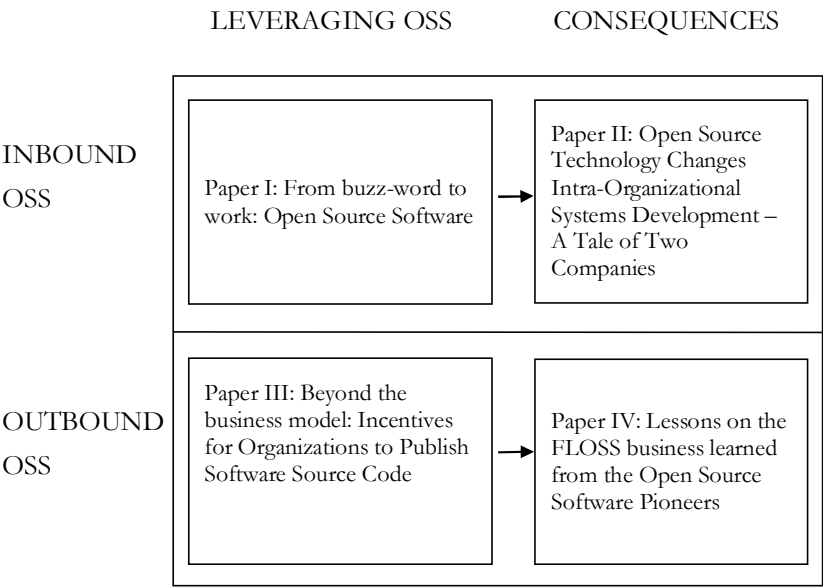 LEVERAGING OSS
CONSEQUENCES
INBOUND
OSS
Paper I: From buzz-word to
work: Open Source Software
Paper II: Open Source
Technology Changes
Intra-Organizational
Systems Development –
A Tale of Two
Companies
OUTBOUND
OSS
Paper III: Beyond the
business model: Incentives
for Organizations to Publish
Software Source Code
Paper IV: Lessons on the
FLOSS business learned
from the Open Source
Software Pioneers